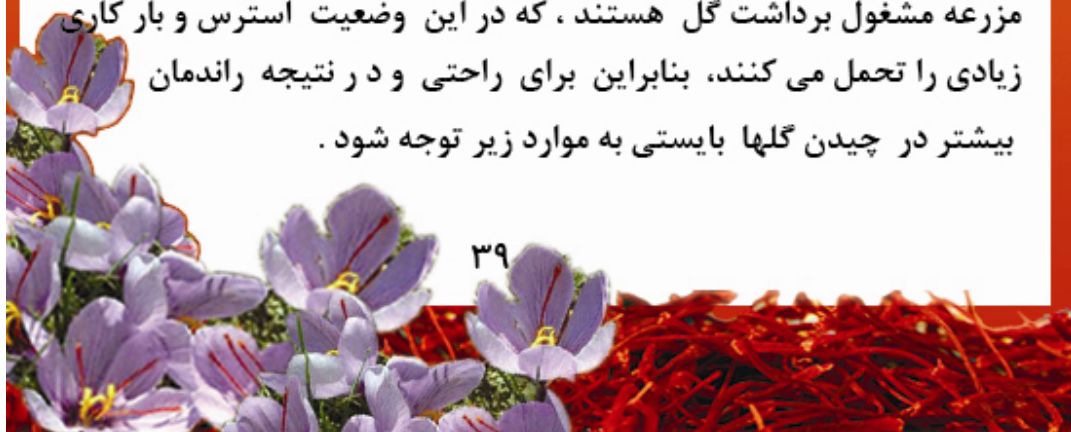 مزرعه مشغول برداشت گل هستند ، که در این وضعیت استرس و بار کاری
زیادی را تحمل می کنند، بنابراین برای راحتی و د ر نتیجه راندمان
بیشتر در چیدن گلها بایستی به موارد زیر توجه شود .
۳۹